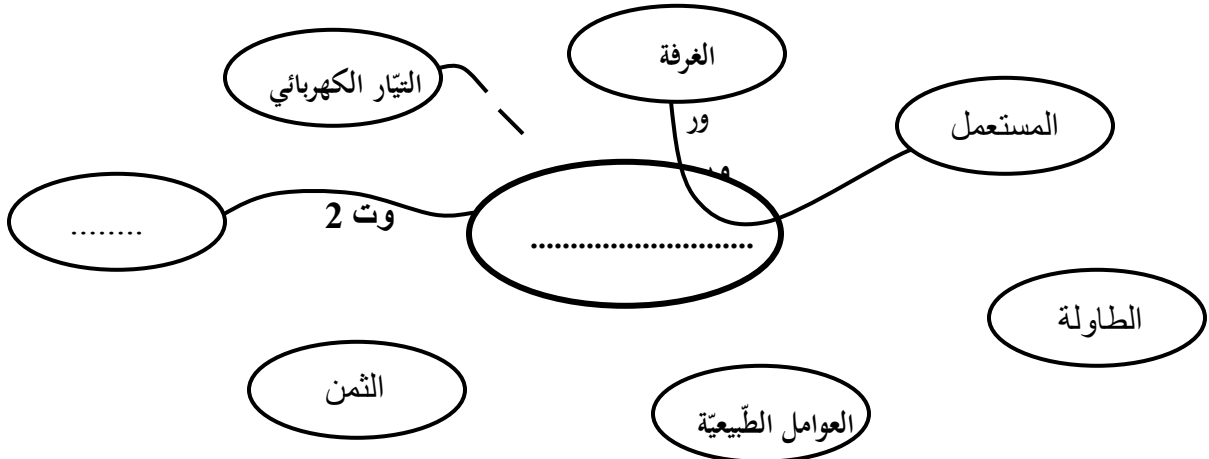 الغرفة
التيّار الكهربائي
المستعمل
ور
وت 2
........
............................
الطاولة
الثمن
العوامل الطّبيعيّة